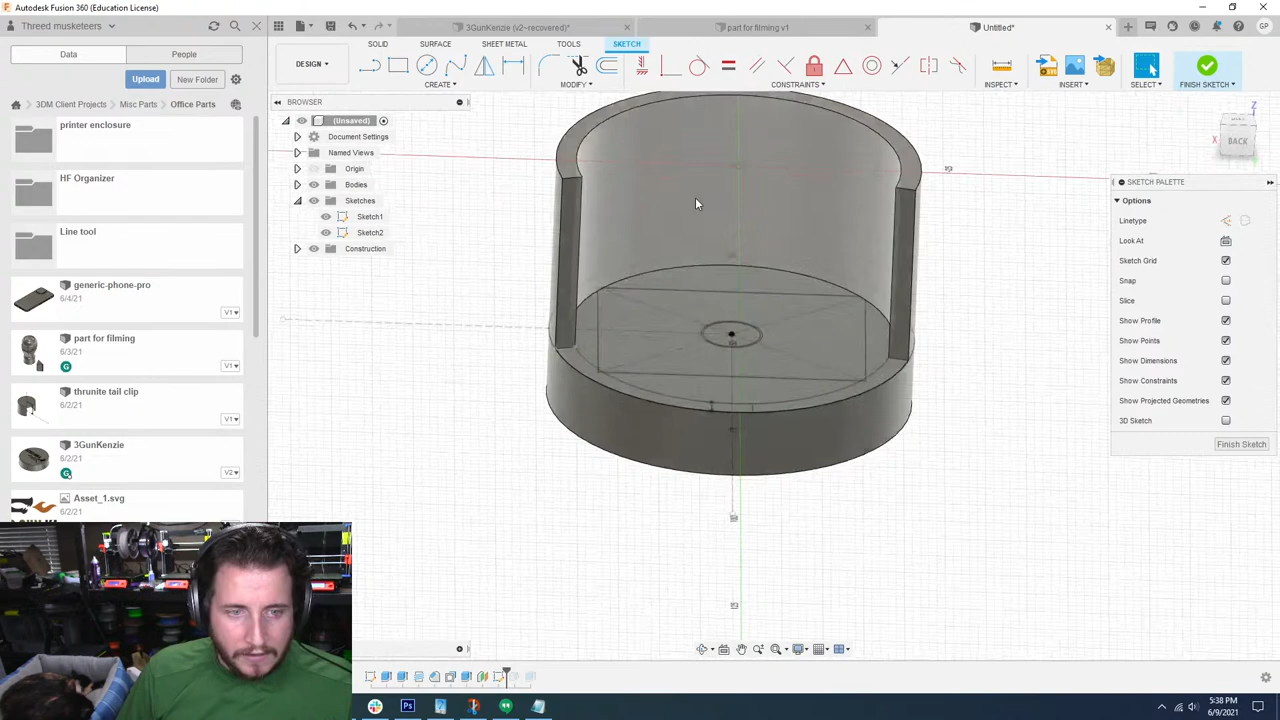 Autodesk Fusion 360 (Education License)
Threed musketeers
3GunKenzie (v2~recovered)*
part for filming v1
Untitled*
GP
Data
People
Upload
New Folder
3DM Client Projects
Misc Parts
Office Parts
printer enclosure
HF Organizer
Line tool
generic-phone-pro
6/4/21
V1
part for filming
6/3/21
V1
thrunite tail clip
6/2/21
V1
3GunKenzie
6/2/21
V2
Asset_1.svg
6/2/21
DESIGN
SOLID
SURFACE
SHEET METAL
TOOLS
SKETCH
CREATE
MODIFY
CONSTRAINTS
INSPECT
INSERT
SELECT
FINISH SKETCH
BROWSER
(Unsaved)
Document Settings
Named Views
Origin
Bodies
Sketches
Sketch1
Sketch2
Construction
Z
X
BACK
SKETCH PALETTE
Options
Linetype
Look At
Sketch Grid
Snap
Slice
Show Profile
Show Points
Show Dimensions
Show Constraints
Show Projected Geometries
3D Sketch
Finish Sketch
5:38 PM
6/9/2021